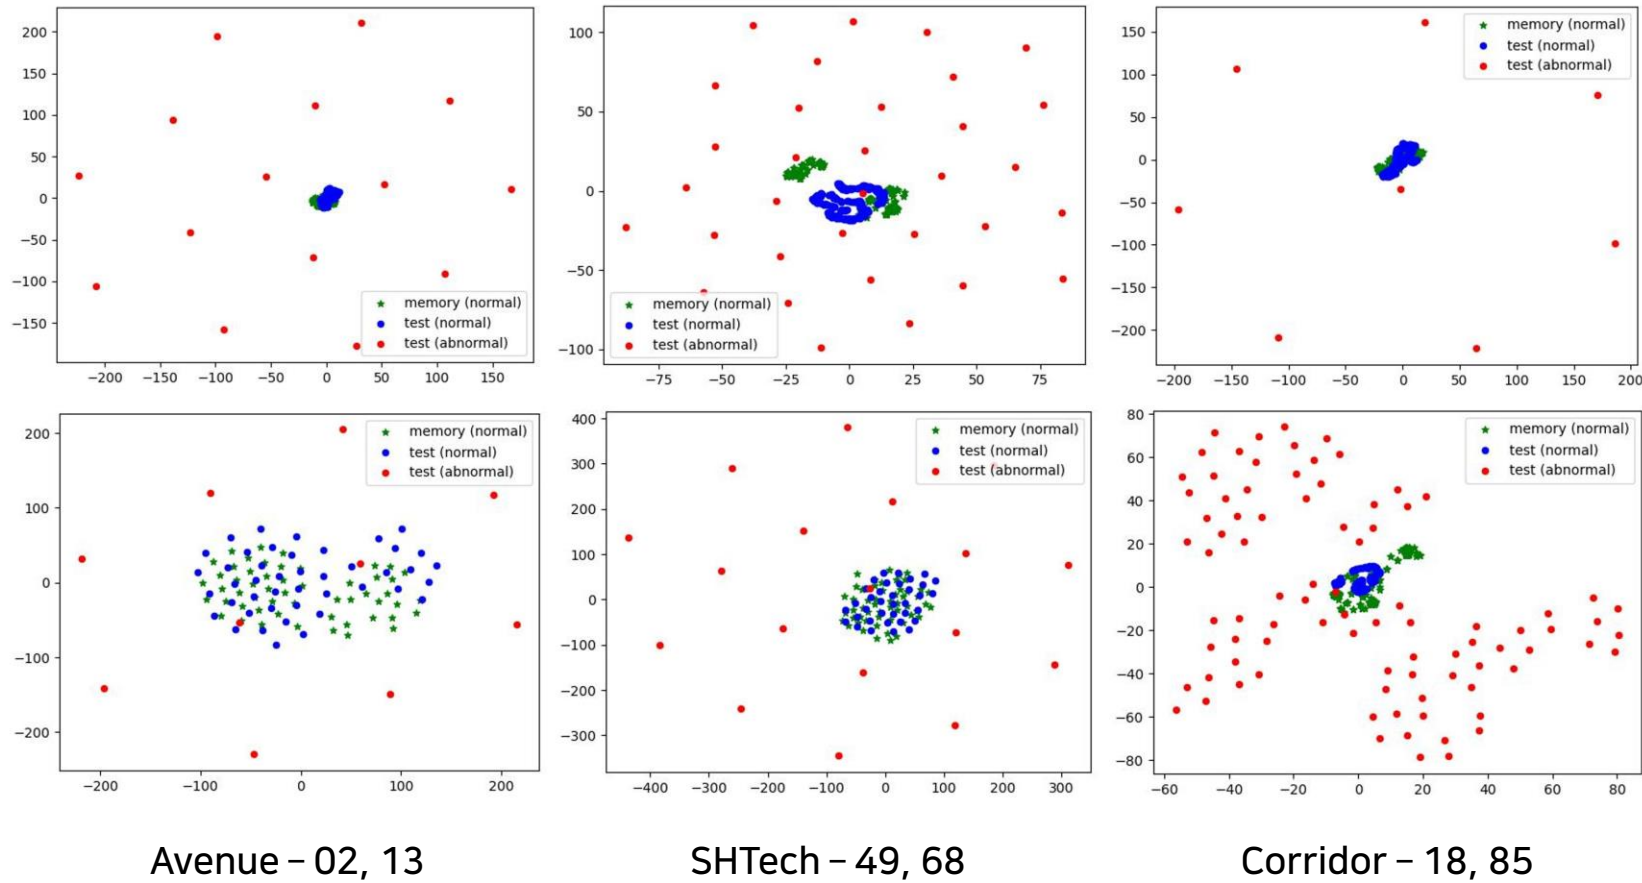 200
150
100
50
0
−50
−100
−150
−200 −150 −100 −50 0 50 100 150
memory (normal)
test (normal)
test (abnormal)
100
50
0
−50
−100
−75 −50 −25 0 25 50 75
memory (normal)
test (normal)
test (abnormal)
150
100
50
0
−50
−100
−150
−200
−200 −150 −100 −50 0 50 100 150 200
memory (normal)
test (normal)
test (abnormal)
200
100
0
−100
−200
−200 −100 0 100 200
memory (normal)
test (normal)
test (abnormal)
400
300
200
100
0
−100
−200
−300
−400 −300 −200 −100 0 100 200 300
memory (normal)
test (normal)
test (abnormal)
80
60
40
20
0
−20
−40
−60
−80
−60 −40 −20 0 20 40 60 80
memory (normal)
test (normal)
test (abnormal)
Avenue – 02, 13
SHTech – 49, 68
Corridor – 18, 85